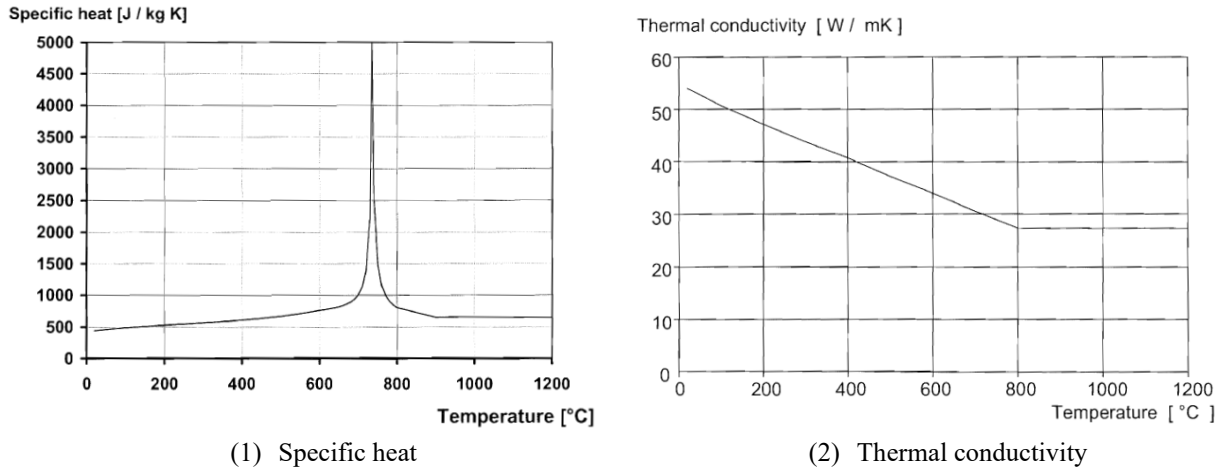 Specific heat [J / kg K]
5000
4500
4000
3500
3000
2500
2000
1500
1000
500
0
0 200 400 600 800 1000 1200
Temperature [°C]
(1) Specific heat
Thermal conductivity [ W / mK ]
60
50
40
30
20
10
0
0 200 400 600 800 1000 1200
Temperature [ °C ]
(2) Thermal conductivity